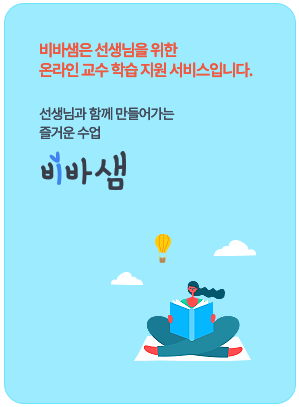 비바샘은 선생님을 위한
온라인 교수 학습 지원 서비스입니다.
선생님과 함께 만들어가는
즐거운 수업
비바샘